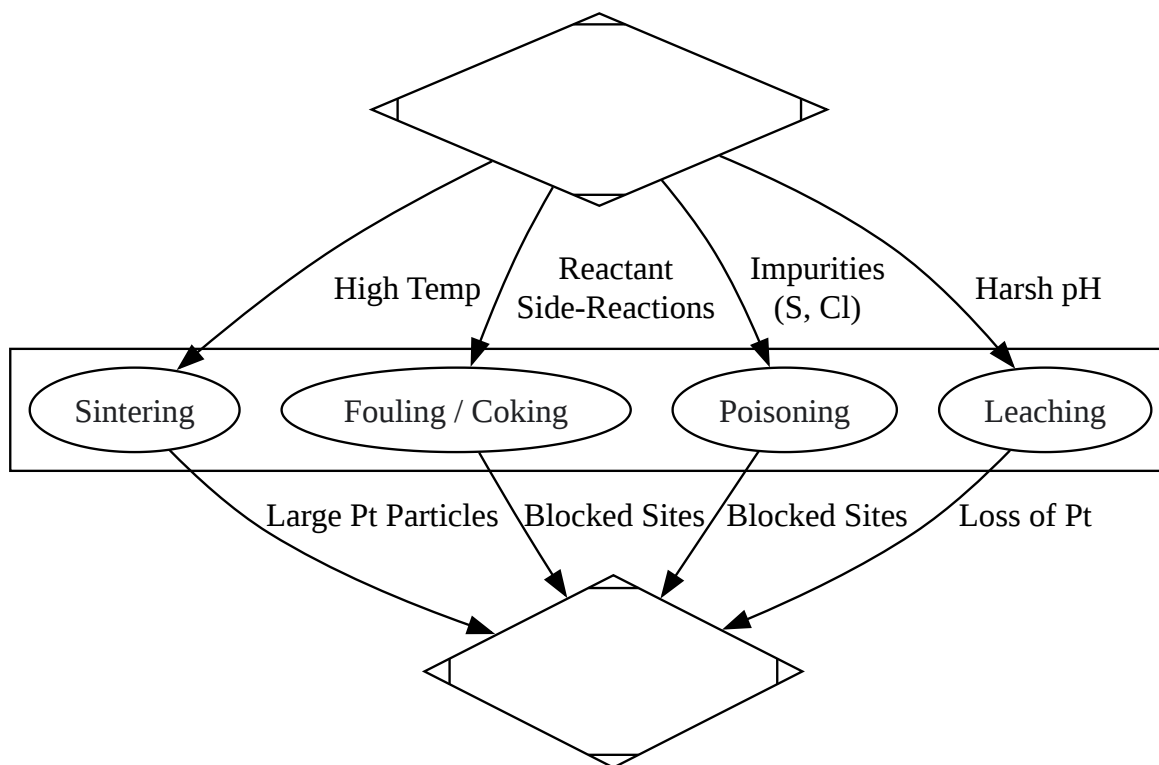 High Temp
Reactant
Side-Reactions
Impurities
(S, Cl)
Harsh pH
Sintering
Fouling / Coking
Poisoning
Leaching
Large Pt Particles
Blocked Sites
Blocked Sites
Loss of Pt